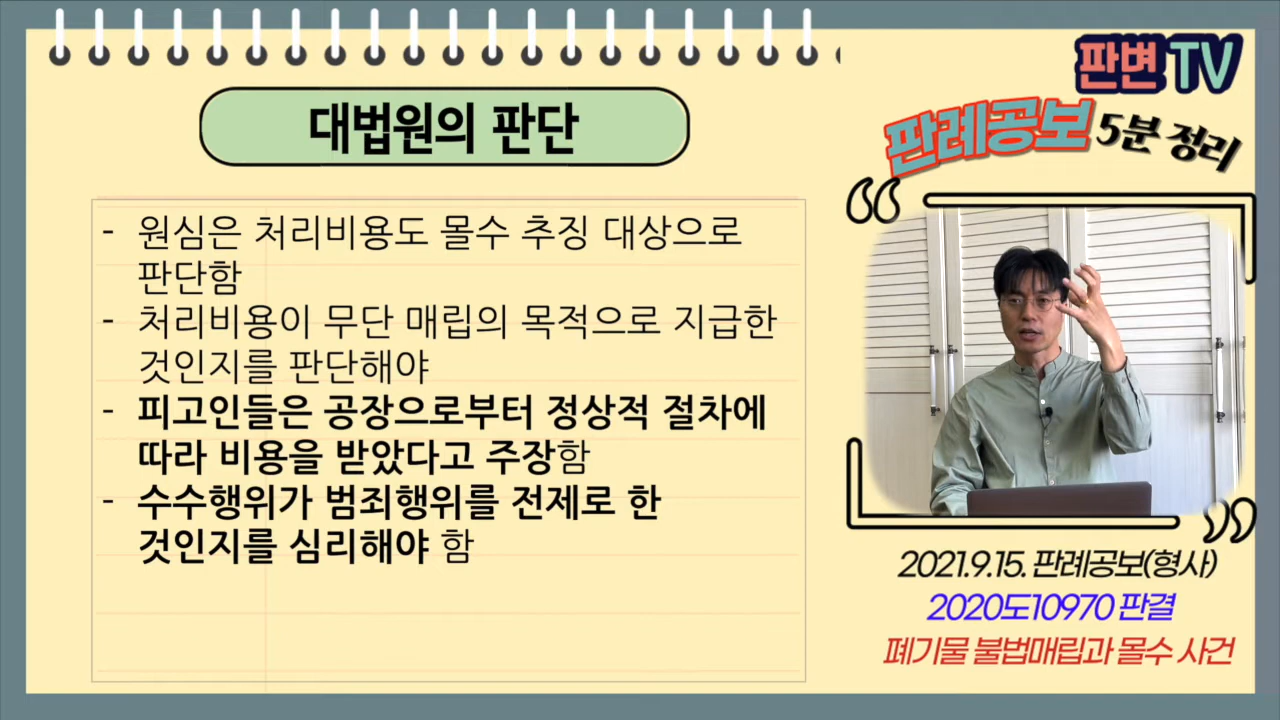 판변 TV
판례공보 5분 정리
대법원의 판단
- 원심은 처리비용도 몰수 추징 대상으로
판단함
- 처리비용이 무단 매립의 목적으로 지급한
것인지를 판단해야
- 피고인들은 공장으로부터 정상적 절차에
따라 비용을 받았다고 주장함
- 수수행위가 범죄행위를 전제로 한
것인지를 심리해야 함
2021.9.15. 판례공보(형사)
2020도10970 판결
폐기물 불법매립과 몰수 사건